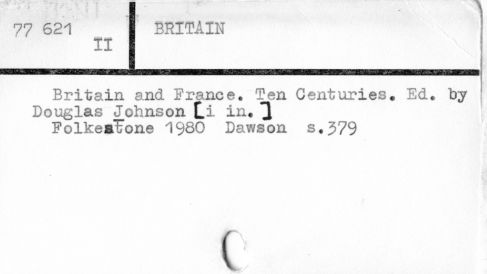 77 621 BRITAIN
II
Britain and France. Ten Centuries. Ed. by
Douglas Johnson [i in.]
Folkestone 1980 Dawson s.379